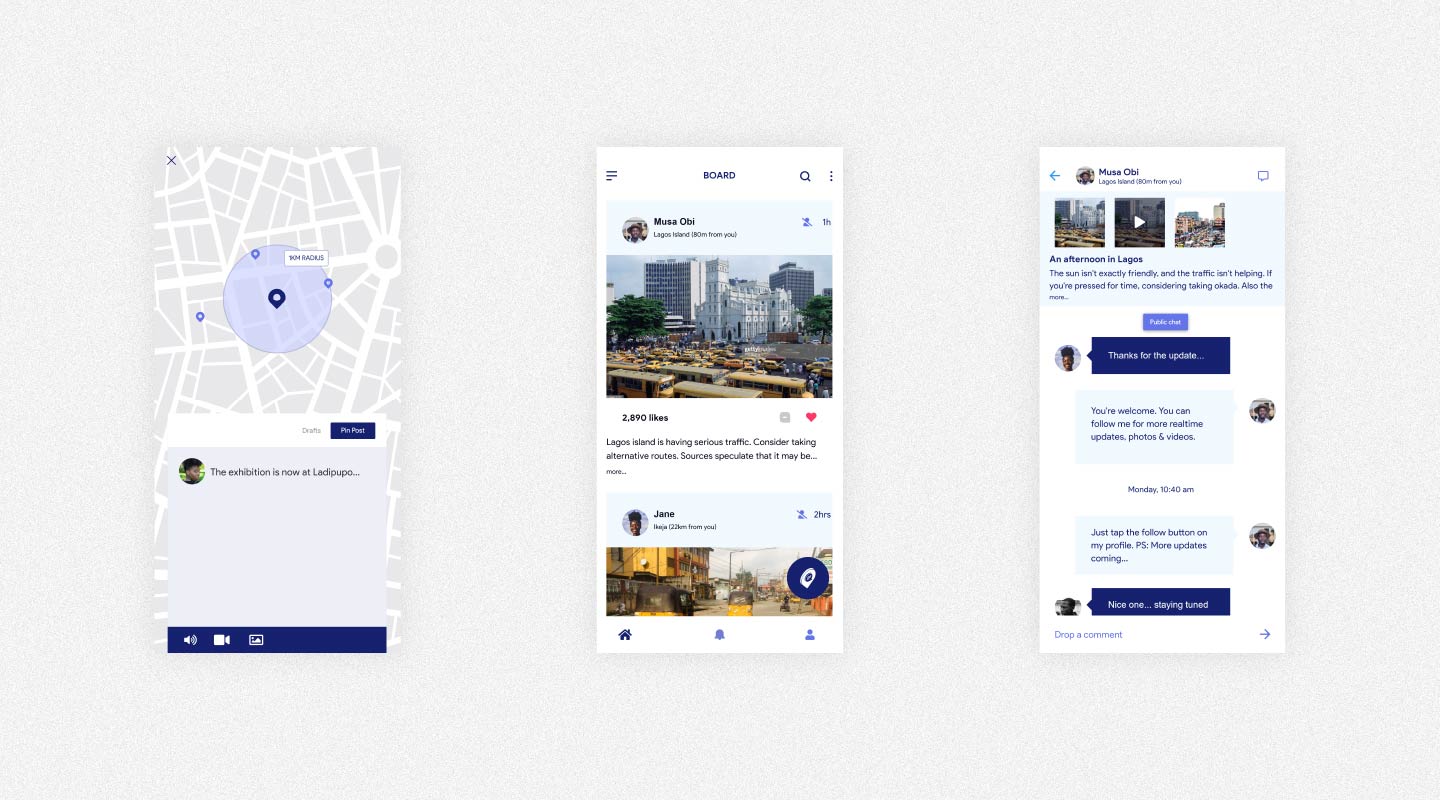 1KM RADIUS
Drafts
Pin Post
The exhibition is now at Ladipupo...
BOARD
Musa Obi
1h
Lagos Island (80m from you)
gettyimages
2,890 likes
Lagos island is having serious traffic. Consider taking
alternative routes. Sources speculate that it may be...
more...
Jane
2hrs
Ikeja (22km from you)
Musa Obi
Lagos Island (80m from you)
An afternoon in Lagos
The sun isn't exactly friendly, and the traffic isn't helping. If
you're pressed for time, considering taking okada. Also the
more...
Public chat
Thanks for the update...
You're welcome. You can
follow me for more realtime
updates, photos & videos.
Monday, 10:40 am
Just tap the follow button on
my profile. PS: More updates
coming...
Nice one... staying tuned
Drop a comment